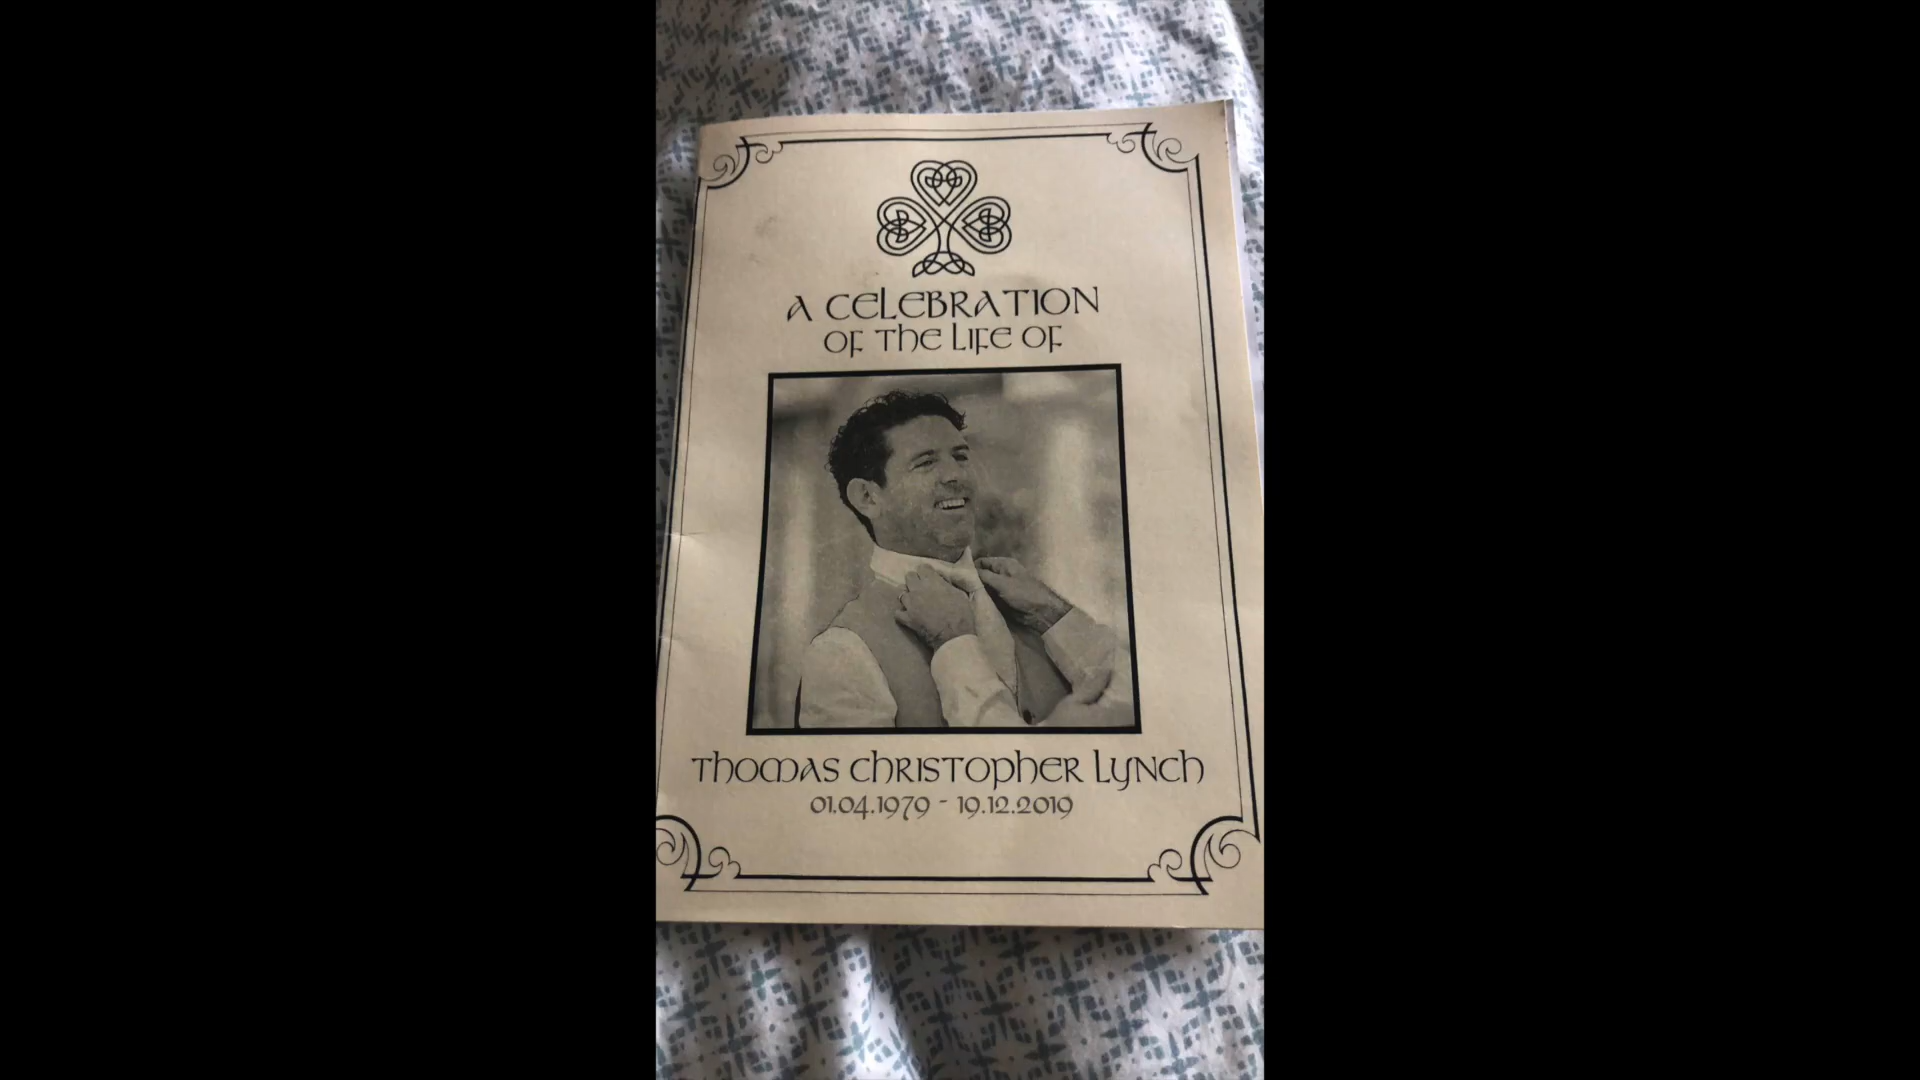 A CELEBRATION
OF THE LIFE OF
THOMAS CHRISTOPHER LYNCH
01.04.1979 - 19.12.2019